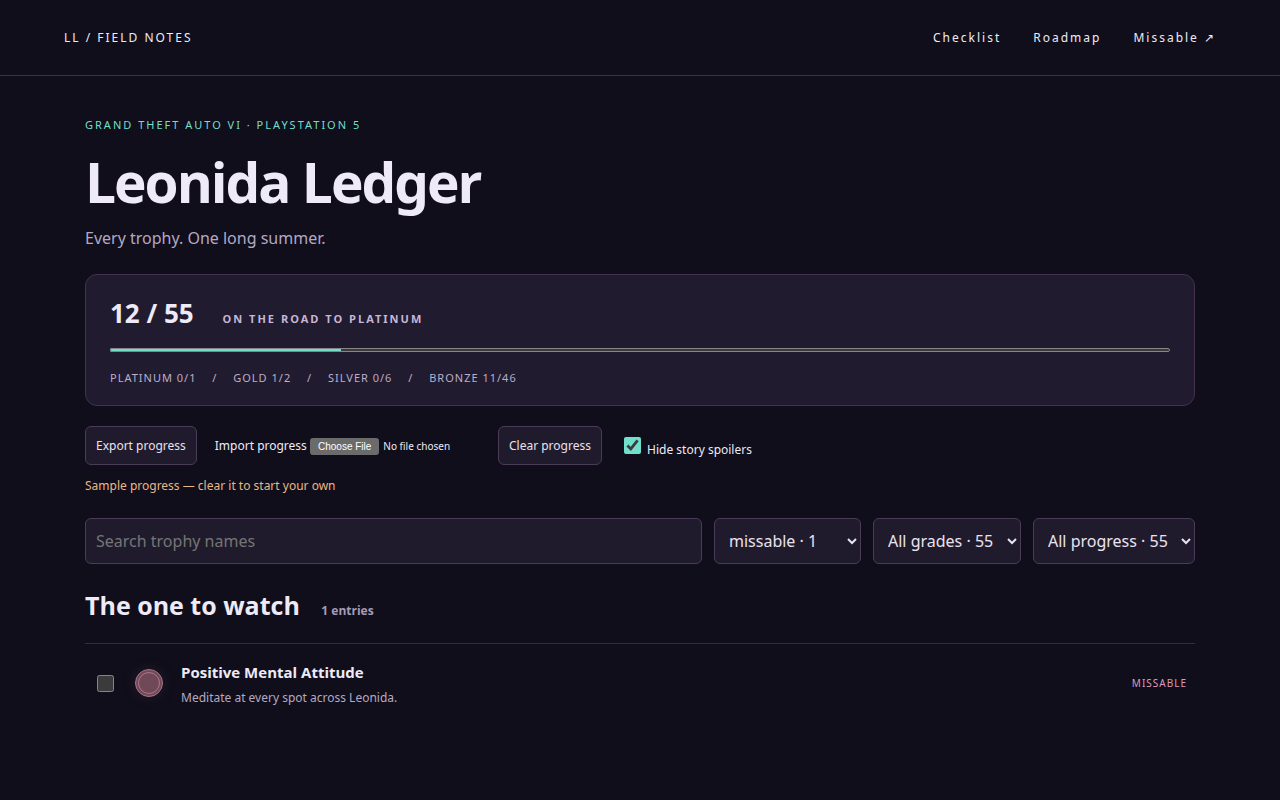 LL / FIELD NOTES
Checklist Roadmap Missable ↗
GRAND THEFT AUTO VI · PLAYSTATION 5
Leonida Ledger
Every trophy. One long summer.
12 / 55 ON THE ROAD TO PLATINUM
PLATINUM 0/1 / GOLD 1/2 / SILVER 0/6 / BRONZE 11/46
Export progress Import progress Choose File No file chosen Clear progress Hide story spoilers
Sample progress — clear it to start your own
Search trophy names missable · 1 All grades · 55 All progress · 55
The one to watch 1 entries
Positive Mental Attitude
Meditate at every spot across Leonida.
MISSABLE